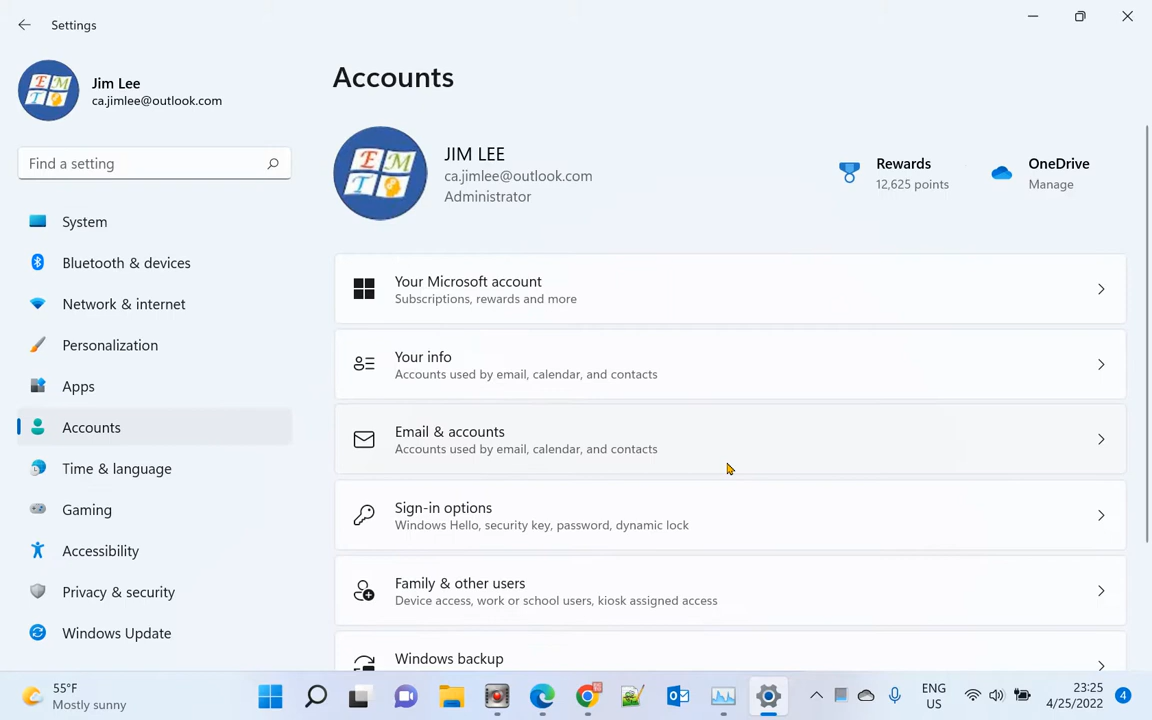 Settings
Jim Lee
ca.jimlee@outlook.com
Find a setting
System
Bluetooth & devices
Network & internet
Personalization
Apps
Accounts
Time & language
Gaming
Accessibility
Privacy & security
Windows Update
Accounts
E M T
JIM LEE
ca.jimlee@outlook.com
Administrator
Rewards
12,625 points
OneDrive
Manage
Your Microsoft account
Subscriptions, rewards and more
Your info
Accounts used by email, calendar, and contacts
Email & accounts
Accounts used by email, calendar, and contacts
Sign-in options
Windows Hello, security key, password, dynamic lock
Family & other users
Device access, work or school users, kiosk assigned access
Windows backup
55°F
Mostly sunny
ENG
US
23:25
4/25/2022
4